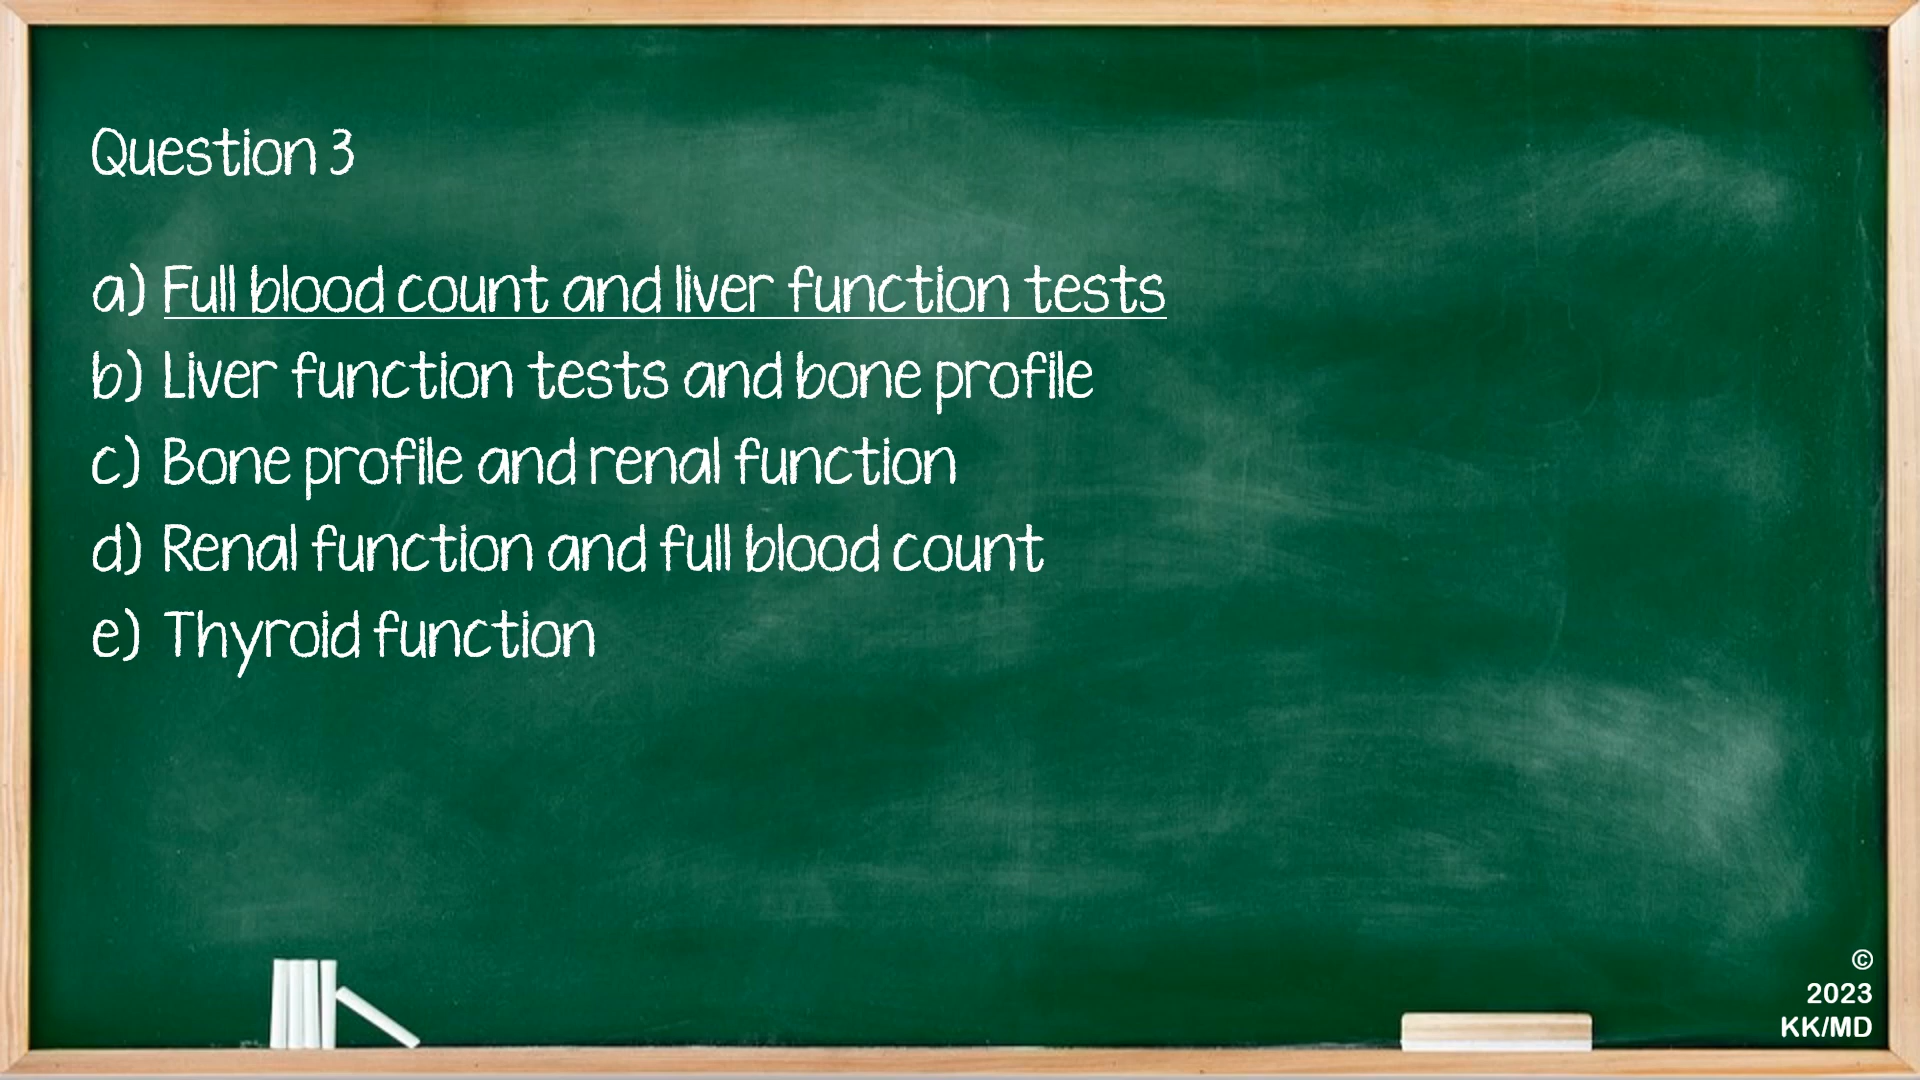 Question 3
a) Full blood count and liver function tests
b) Liver function tests and bone profile
c) Bone profile and renal function
d) Renal function and full blood count
e) Thyroid function
©
2023
KK/MD